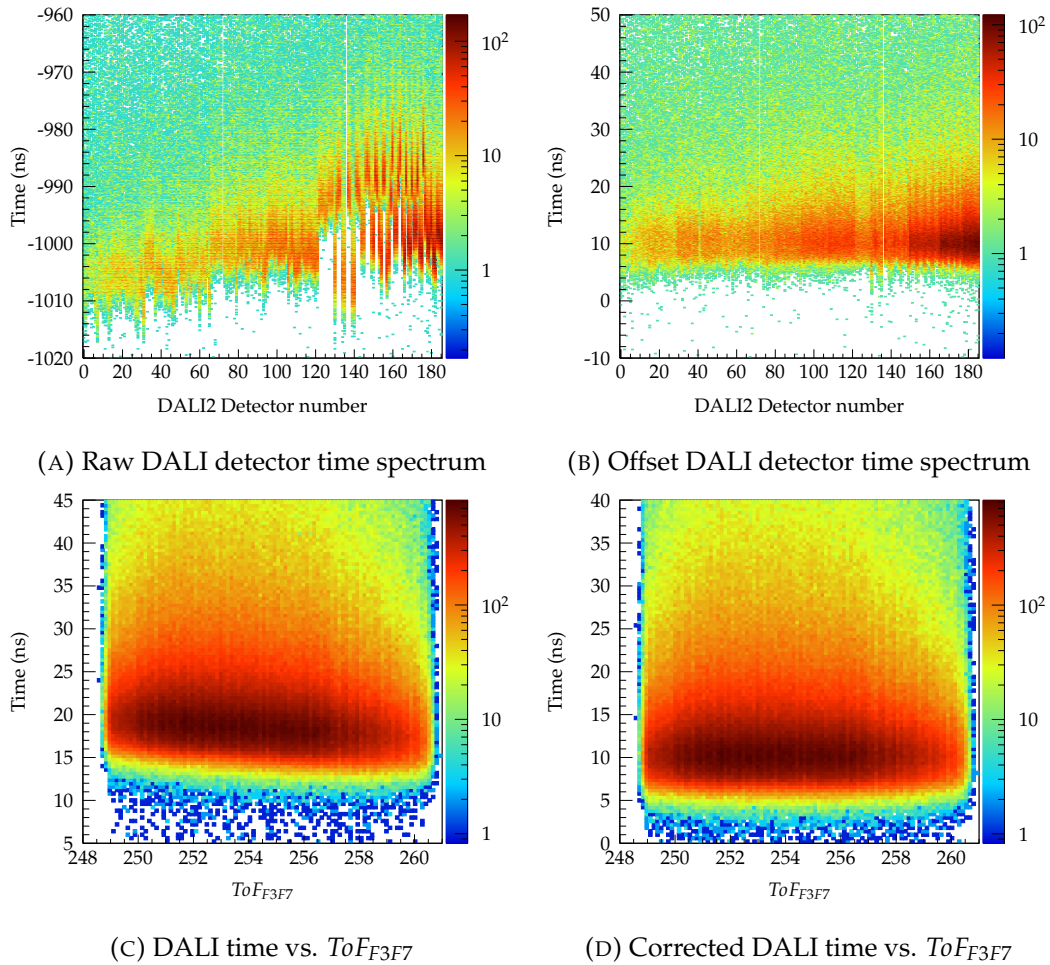 -960
-970
-980
-990
-1000
-1010
-1020
Time (ns)
0 20 40 60 80 100 120 140 160 180
DALI2 Detector number
10²
10
1
50
40
30
20
10
0
-10
Time (ns)
0 20 40 60 80 100 120 140 160 180
DALI2 Detector number
10²
10
1
(A) Raw DALI detector time spectrum
(B) Offset DALI detector time spectrum
45
40
35
30
25
20
15
10
5
Time (ns)
248 250 252 254 256 258 260
ToF_F3F7
10²
10
1
40
35
30
25
20
15
10
5
0
Time (ns)
248 250 252 254 256 258 260
ToF_F3F7
10²
10
1
(C) DALI time vs. ToF_F3F7
(D) Corrected DALI time vs. ToF_F3F7